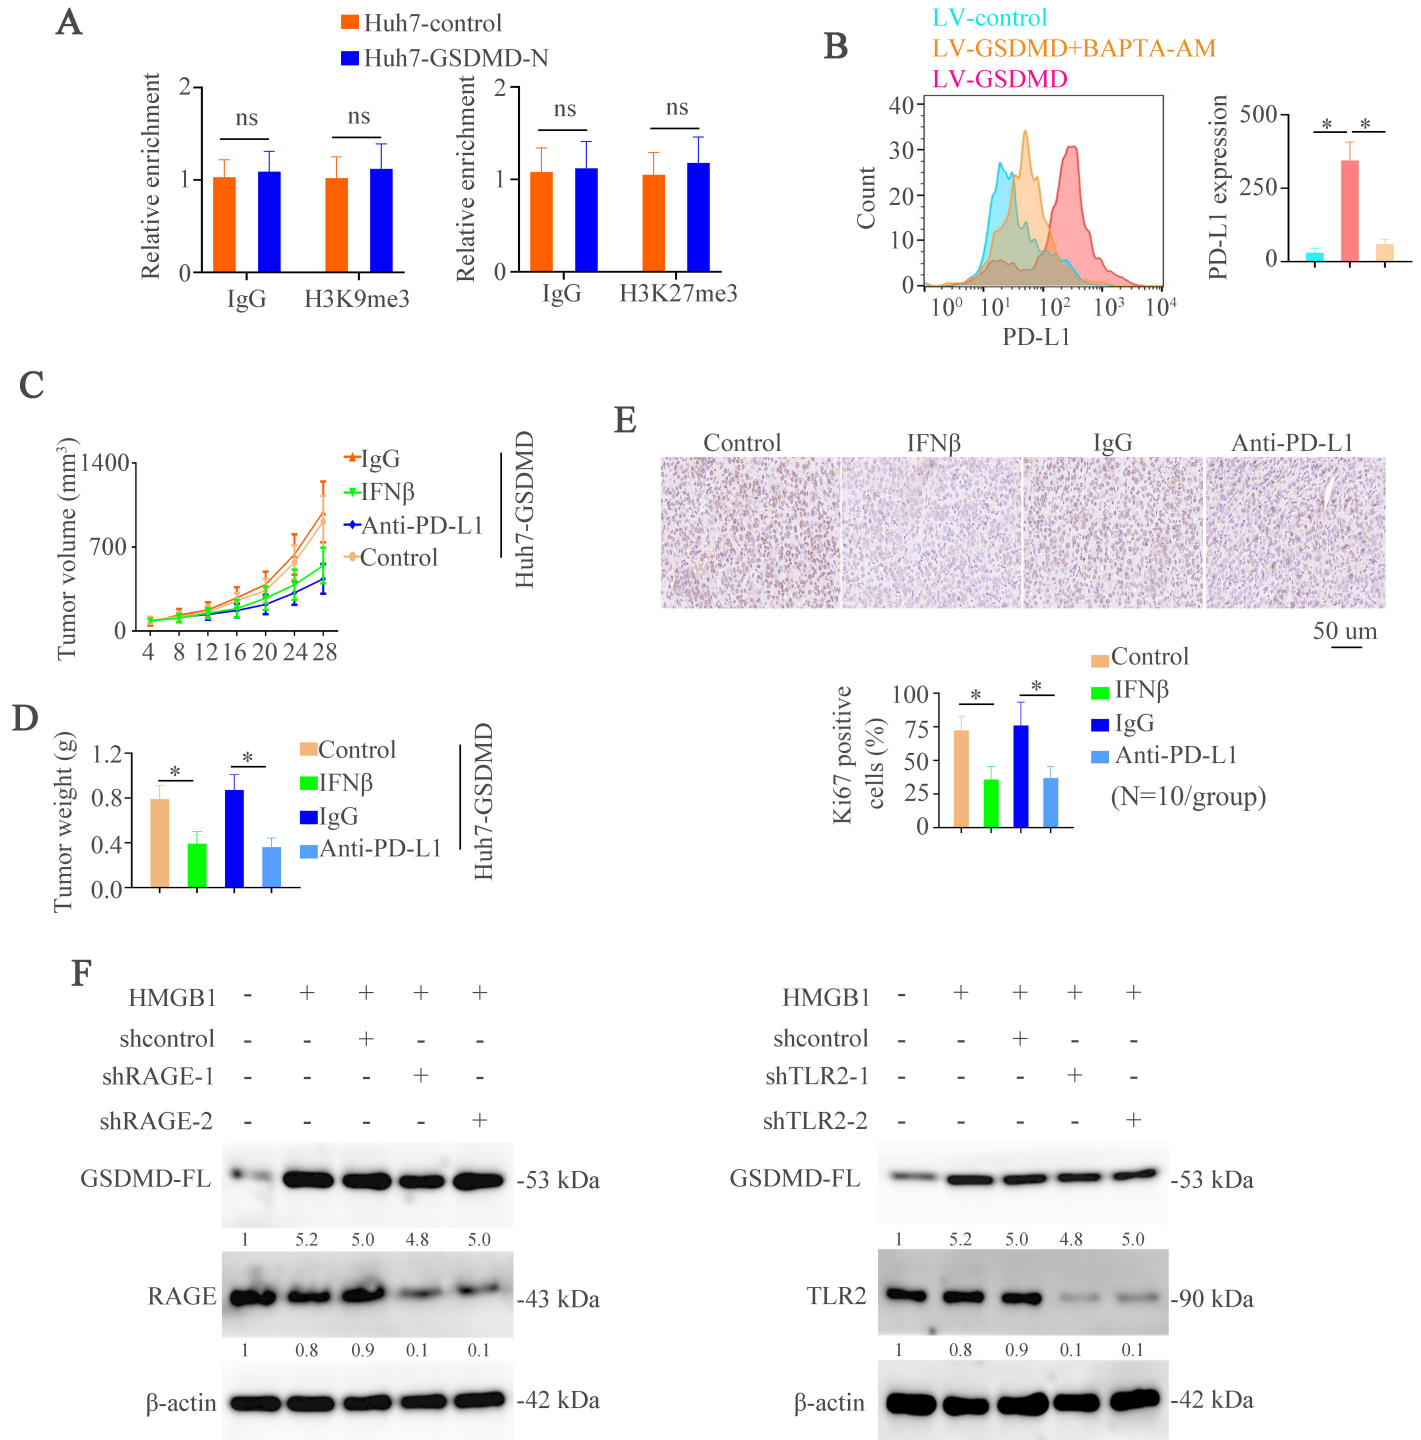 A
Huh7-control
Huh7-GSDMD-N
Relative enrichment
2
1
0
ns
ns
IgG
H3K9me3
Relative enrichment
2
1
0
ns
ns
IgG
H3K27me3
B
LV-control
LV-GSDMD+BAPTA-AM
LV-GSDMD
Count
40
30
20
10
0
10⁰ 10¹ 10² 10³ 10⁴
PD-L1
PD-L1 expression
500
250
0
* *
C
Tumor volume (mm³)
1400
700
0
4 8 12 16 20 24 28
IgG
IFNβ
Anti-PD-L1
Control
Huh7-GSDMD
D
Tumor weight (g)
1.2
0.8
0.4
0.0
* *
Control
IFNβ
IgG
Anti-PD-L1
Huh7-GSDMD
E
Control IFNβ IgG Anti-PD-L1
50 um
Ki67 positive
cells (%)
100
75
50
25
0
* *
Control
IFNβ
IgG
Anti-PD-L1
(N=10/group)
F
HMGB1 - + + + +
shcontrol - - + - -
shRAGE-1 - - - + -
shRAGE-2 - - - - +
GSDMD-FL -53 kDa
1 5.2 5.0 4.8 5.0
RAGE -43 kDa
1 0.8 0.9 0.1 0.1
β-actin -42 kDa
HMGB1 - + + + +
shcontrol - - + - -
shTLR2-1 - - - + -
shTLR2-2 - - - - +
GSDMD-FL -53 kDa
1 5.2 5.0 4.8 5.0
TLR2 -90 kDa
1 0.8 0.9 0.1 0.1
β-actin -42 kDa